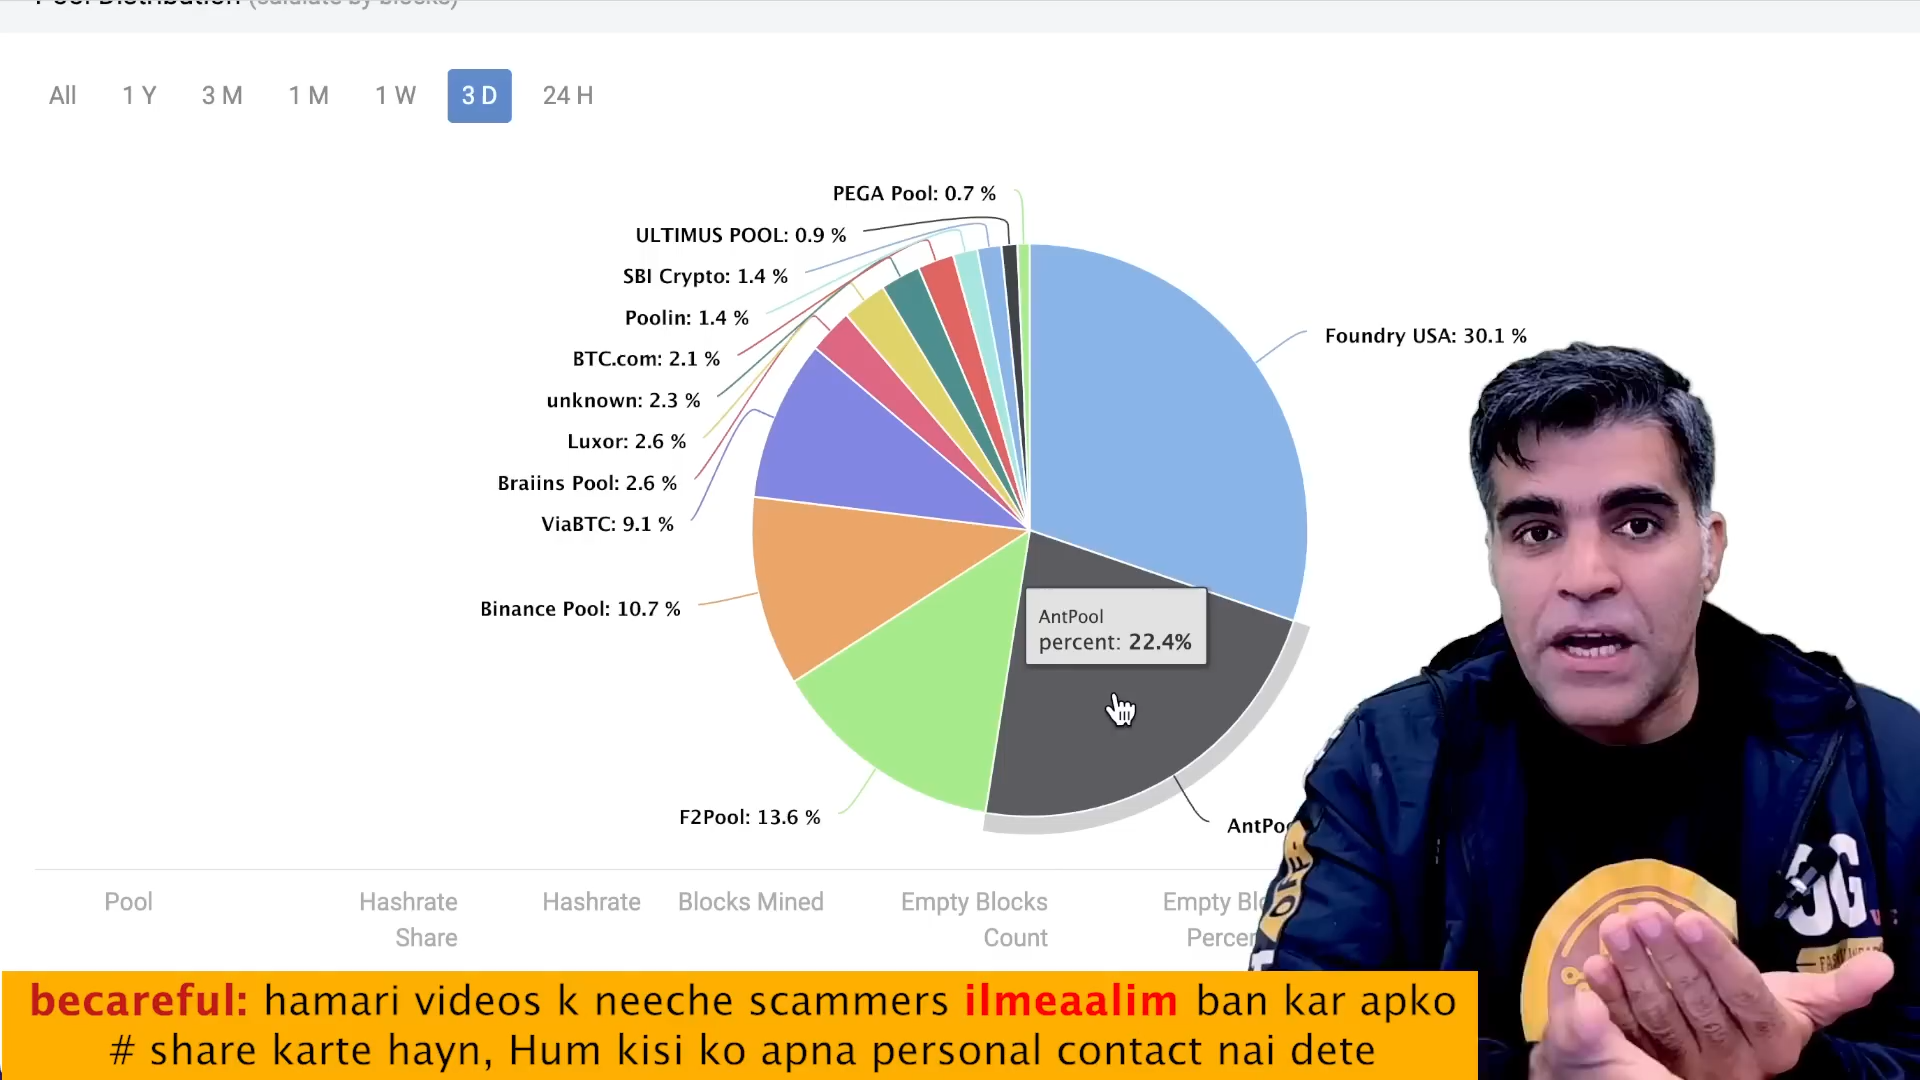 (calulate by blocks)
All 1 Y 3 M 1 M 1 W 3 D 24 H
PEGA Pool: 0.7 %
ULTIMUS POOL: 0.9 %
SBI Crypto: 1.4 %
Poolin: 1.4 %
BTC.com: 2.1 %
unknown: 2.3 %
Luxor: 2.6 %
Braiins Pool: 2.6 %
ViaBTC: 9.1 %
Binance Pool: 10.7 %
F2Pool: 13.6 %
Foundry USA: 30.1 %
AntPool
percent: 22.4%
Pool
Hashrate
Share
Hashrate
Blocks Mined
Empty Blocks
Count
Empty
becareful: hamari videos k neeche scammers ilmeaalim ban kar apko
# share karte hayn, Hum kisi ko apna personal contact nai dete